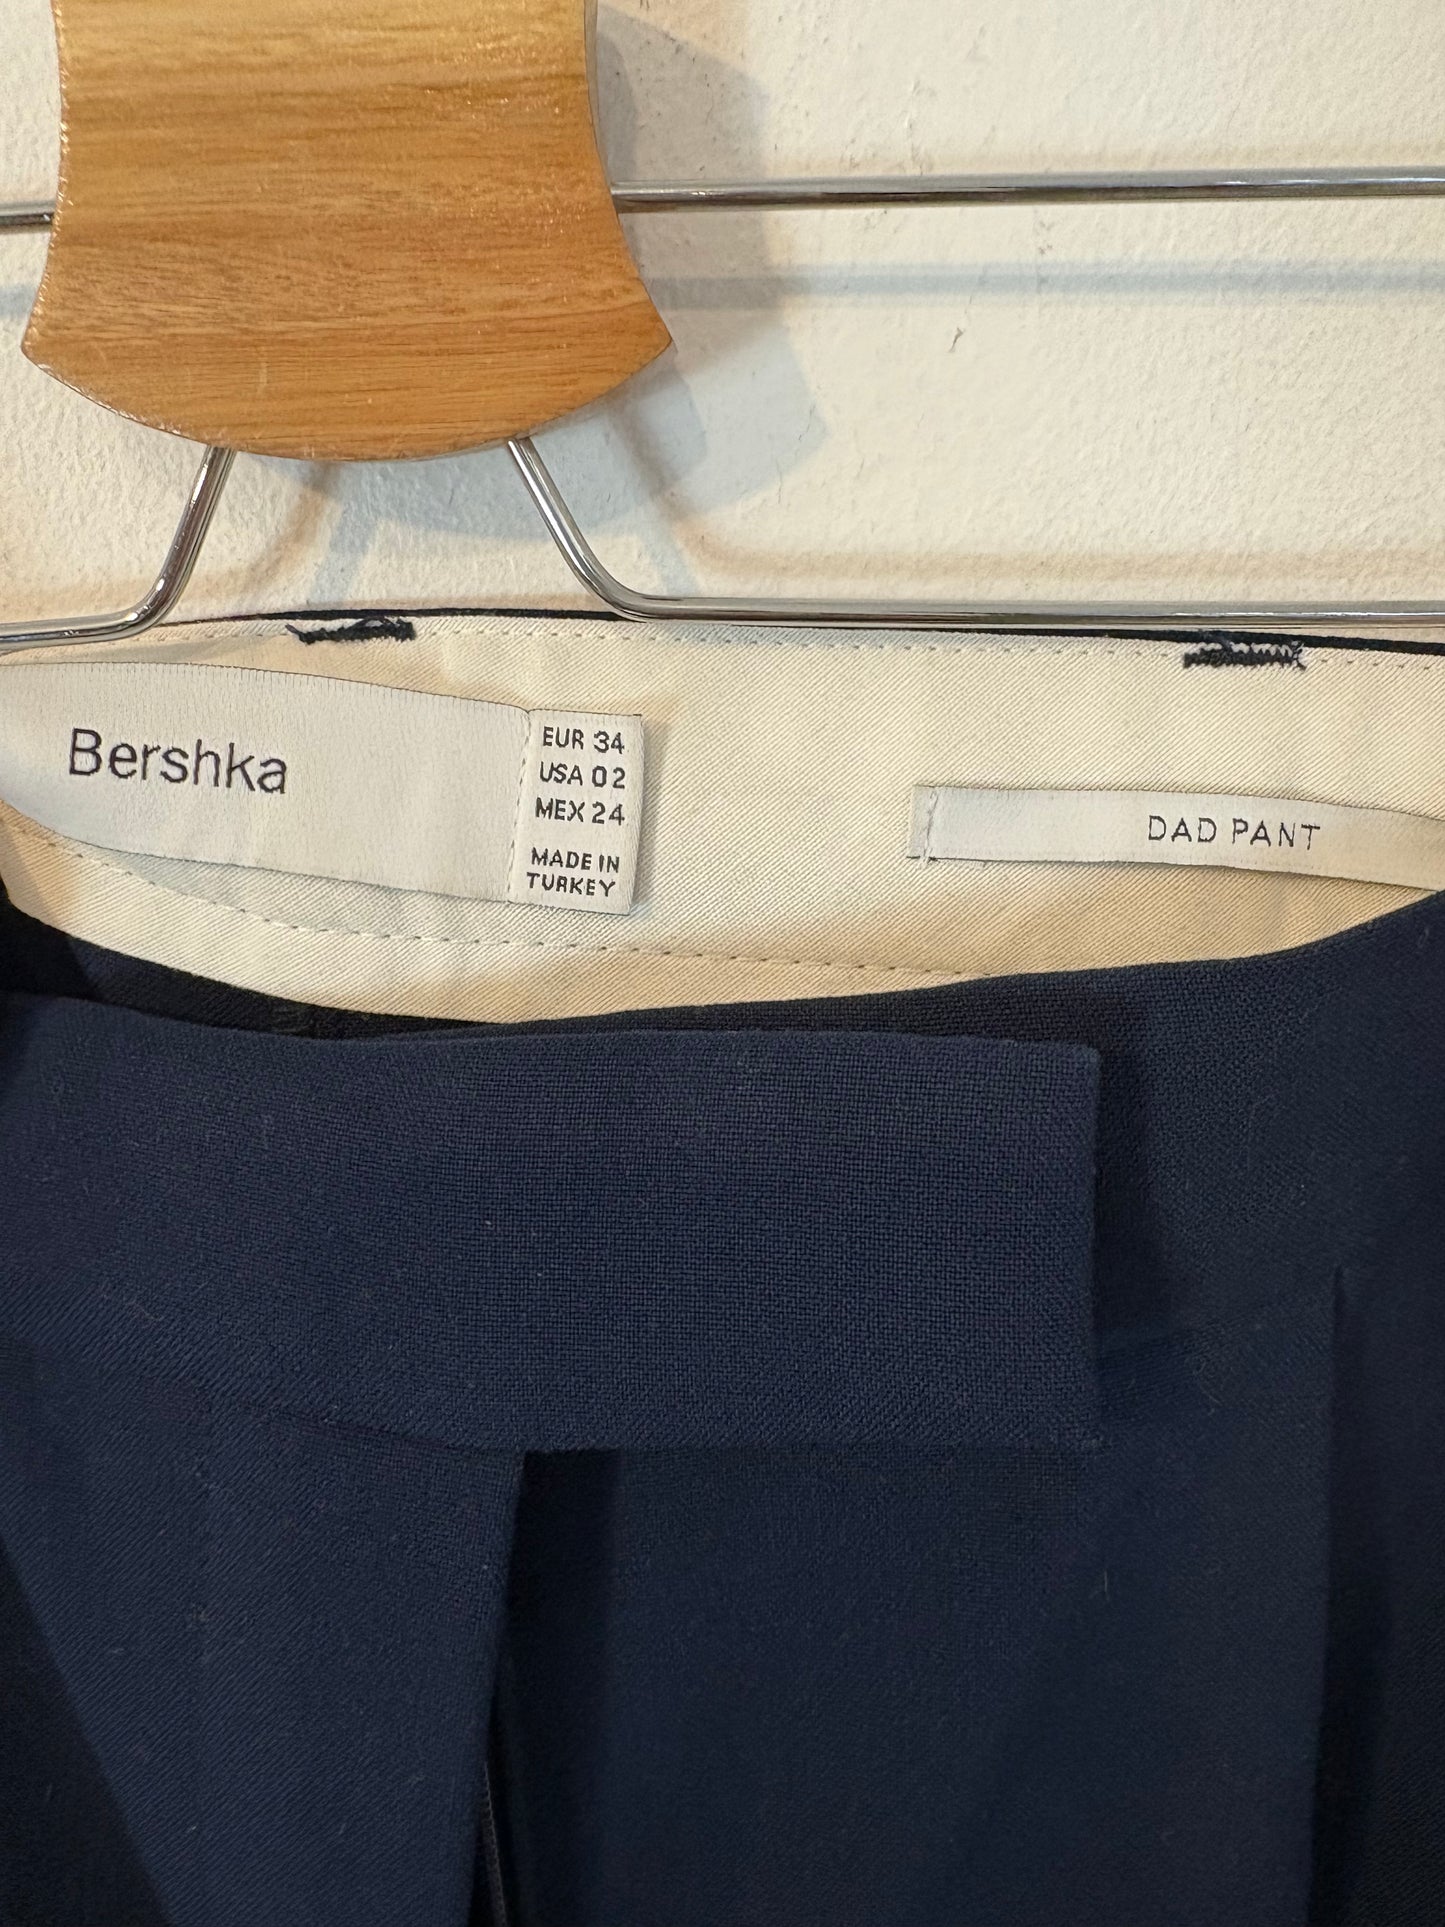 Bershka
EUR 34
USA 02
MEX 24
MADE IN
TURKEY
DAD PANT